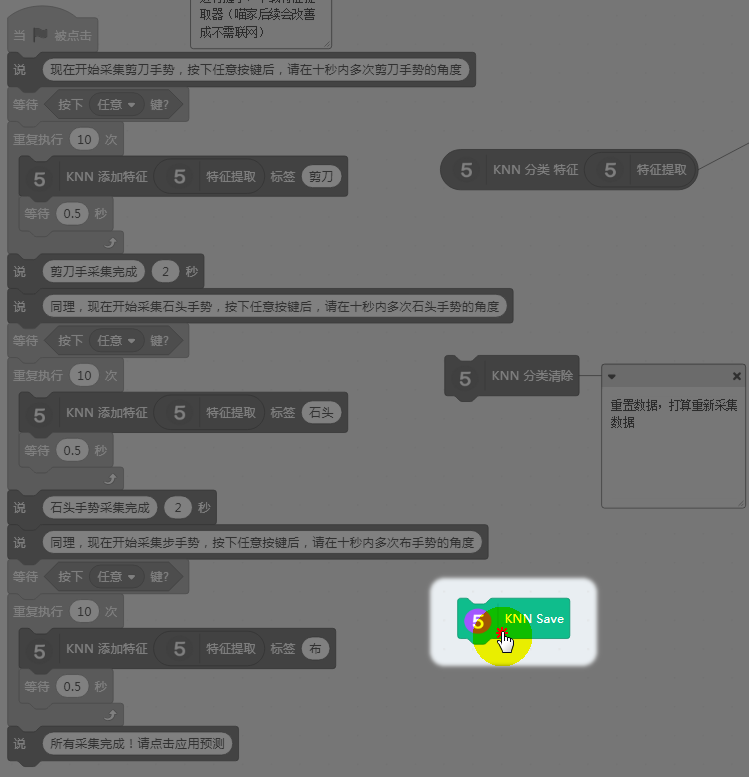 取器（喵家后续会改善
成不需联网）
当 被点击
说 现在开始采集剪刀手势，按下任意按键后，请在十秒内多次剪刀手势的角度
等待 按下 任意 键?
重复执行 10 次
5 KNN 添加特征 5 特征提取 标签 剪刀
等待 0.5 秒
说 剪刀手采集完成 2 秒
说 同理，现在开始采集石头手势，按下任意按键后，请在十秒内多次石头手势的角度
等待 按下 任意 键?
重复执行 10 次
5 KNN 添加特征 5 特征提取 标签 石头
等待 0.5 秒
说 石头手势采集完成 2 秒
说 同理，现在开始采集步手势，按下任意按键后，请在十秒内多次布手势的角度
等待 按下 任意 键?
重复执行 10 次
5 KNN 添加特征 5 特征提取 标签 布
等待 0.5 秒
说 所有采集完成！请点击应用预测
5 KNN 分类 特征 5 特征提取
5 KNN 分类清除
重置数据，打算重新采集
数据
5 KNN Save